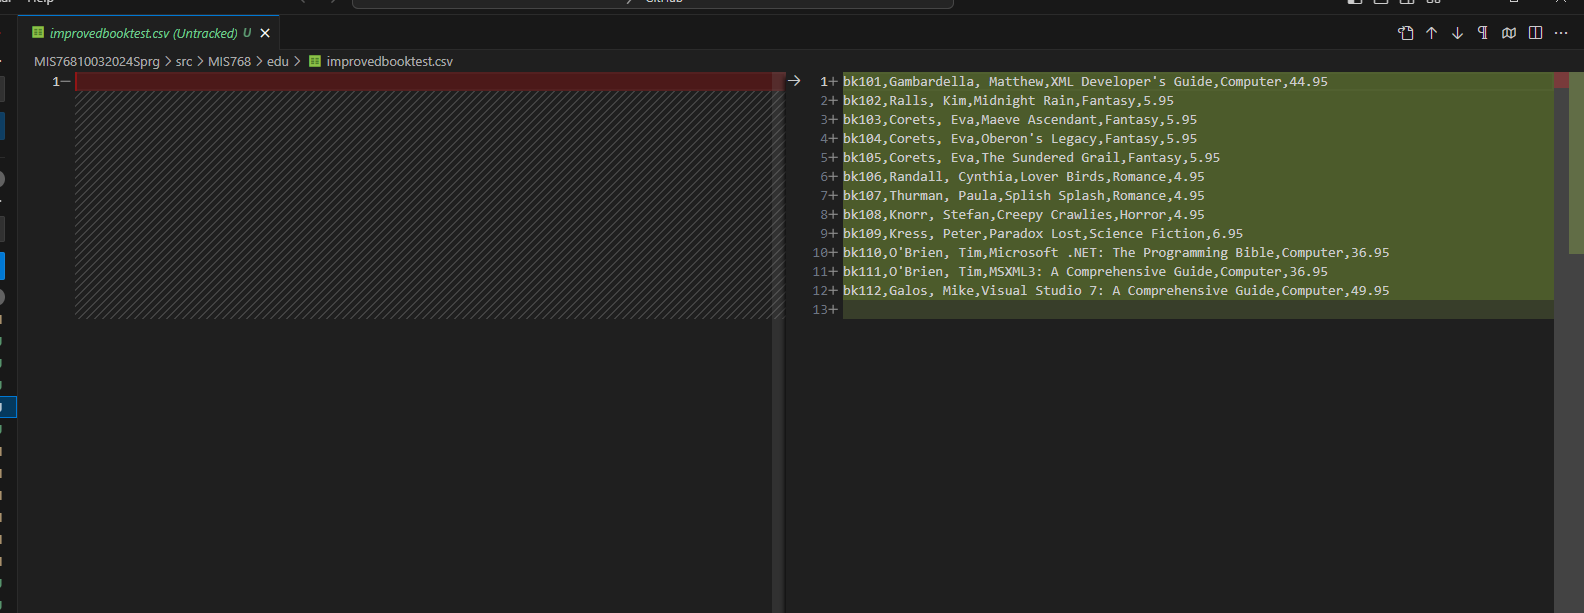 Help
GitHub
improvedbooktest.csv (Untracked) U
MIS76810032024Sprg > src > MIS768 > edu > improvedbooktest.csv
1−
1+ bk101,Gambardella, Matthew,XML Developer's Guide,Computer,44.95
2+ bk102,Ralls, Kim,Midnight Rain,Fantasy,5.95
3+ bk103,Corets, Eva,Maeve Ascendant,Fantasy,5.95
4+ bk104,Corets, Eva,Oberon's Legacy,Fantasy,5.95
5+ bk105,Corets, Eva,The Sundered Grail,Fantasy,5.95
6+ bk106,Randall, Cynthia,Lover Birds,Romance,4.95
7+ bk107,Thurman, Paula,Splish Splash,Romance,4.95
8+ bk108,Knorr, Stefan,Creepy Crawlies,Horror,4.95
9+ bk109,Kress, Peter,Paradox Lost,Science Fiction,6.95
10+ bk110,O'Brien, Tim,Microsoft .NET: The Programming Bible,Computer,36.95
11+ bk111,O'Brien, Tim,MSXML3: A Comprehensive Guide,Computer,36.95
12+ bk112,Galos, Mike,Visual Studio 7: A Comprehensive Guide,Computer,49.95
13+